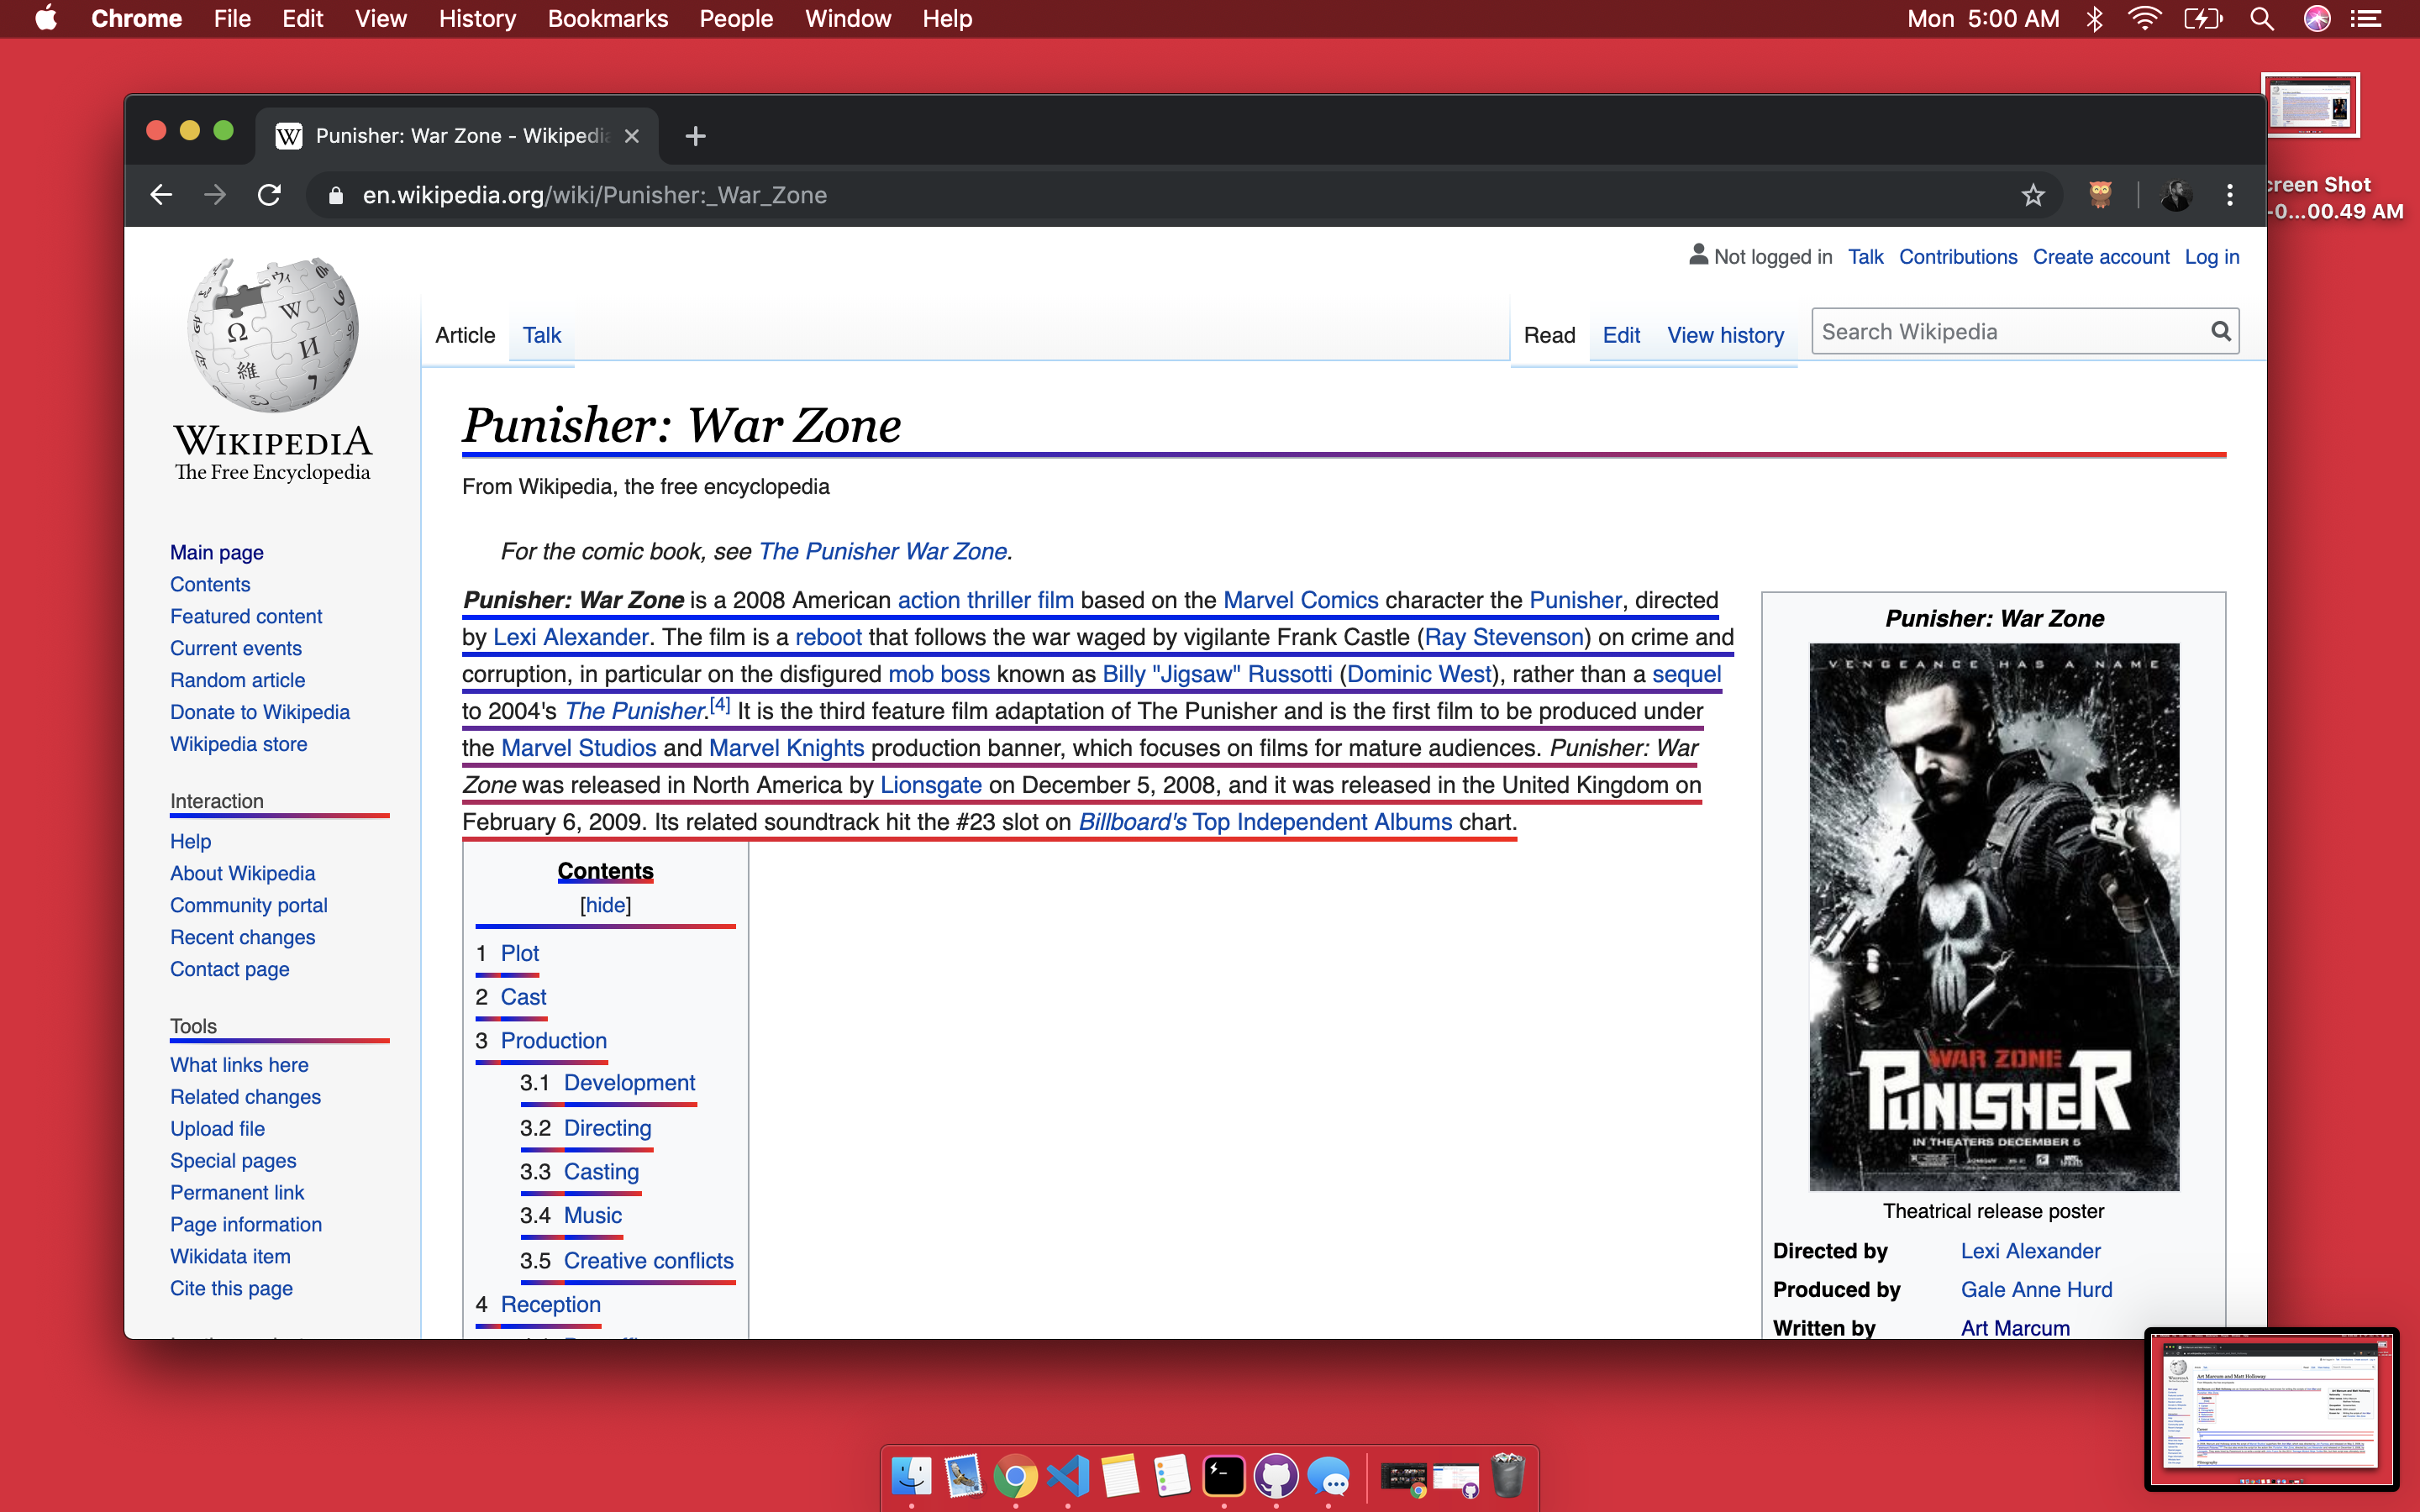 Chrome File Edit View History Bookmarks People Window Help Mon 5:00 AM
Punisher: War Zone - Wikipedia
en.wikipedia.org/wiki/Punisher:_War_Zone
creen Shot
-0...00.49 AM
Not logged in Talk Contributions Create account Log in
Article Talk Read Edit View history Search Wikipedia
WIKIPEDIA
The Free Encyclopedia
Main page
Contents
Featured content
Current events
Random article
Donate to Wikipedia
Wikipedia store
Interaction
Help
About Wikipedia
Community portal
Recent changes
Contact page
Tools
What links here
Related changes
Upload file
Special pages
Permanent link
Page information
Wikidata item
Cite this page
Punisher: War Zone
From Wikipedia, the free encyclopedia
For the comic book, see The Punisher War Zone.
Punisher: War Zone is a 2008 American action thriller film based on the Marvel Comics character the Punisher, directed
by Lexi Alexander. The film is a reboot that follows the war waged by vigilante Frank Castle (Ray Stevenson) on crime and
corruption, in particular on the disfigured mob boss known as Billy "Jigsaw" Russotti (Dominic West), rather than a sequel
to 2004's The Punisher.[4] It is the third feature film adaptation of The Punisher and is the first film to be produced under
the Marvel Studios and Marvel Knights production banner, which focuses on films for mature audiences. Punisher: War
Zone was released in North America by Lionsgate on December 5, 2008, and it was released in the United Kingdom on
February 6, 2009. Its related soundtrack hit the #23 slot on Billboard's Top Independent Albums chart.
Contents
[hide]
1 Plot
2 Cast
3 Production
3.1 Development
3.2 Directing
3.3 Casting
3.4 Music
3.5 Creative conflicts
4 Reception
Punisher: War Zone
VENGEANCE HAS A NAME
WAR ZONE
PUNISHER
IN THEATERS DECEMBER 5
Theatrical release poster
Directed by Lexi Alexander
Produced by Gale Anne Hurd
Written by Art Marcum
Art Marcum and Matt Holloway